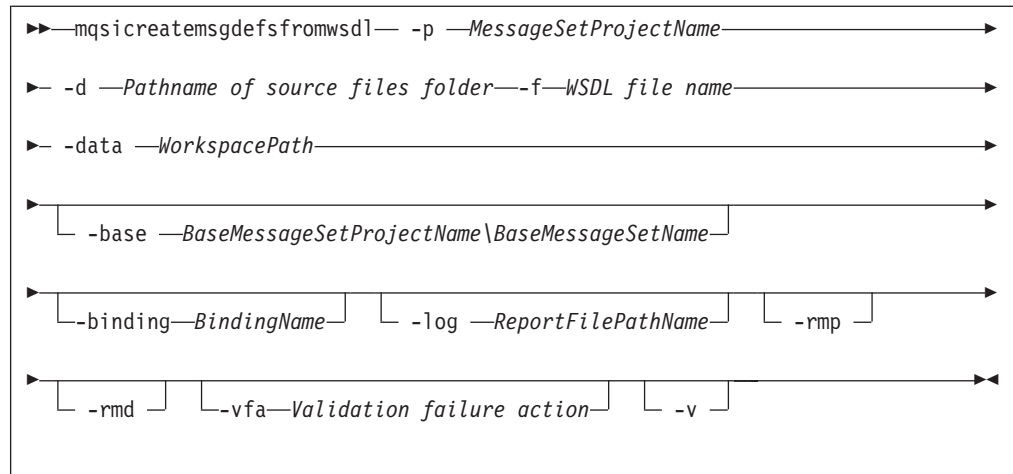 mqsicreatemsgdefsfromwsdl -p MessageSetProjectName
-d Pathname of source files folder -f WSDL file name
-data WorkspacePath
-base BaseMessageSetProjectName\BaseMessageSetName
-binding BindingName -log ReportFilePathName -rmp
-rmd -vfa Validation failure action -v